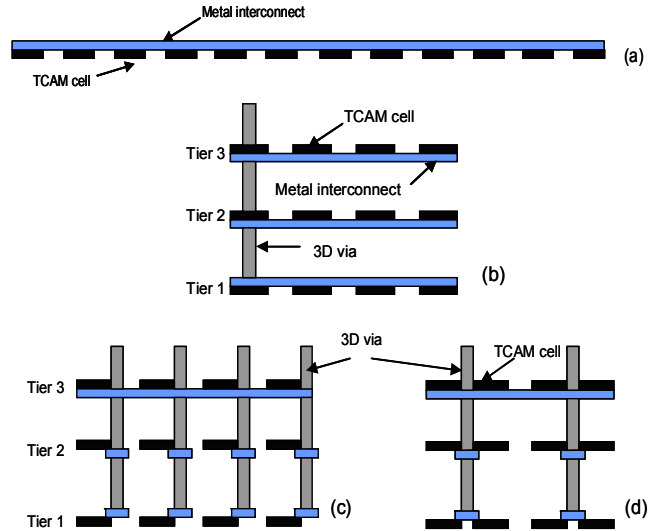 Metal interconnect
(a)
TCAM cell
TCAM cell
Tier 3
Metal interconnect
Tier 2
3D via
(b)
Tier 1
3D via
TCAM cell
Tier 3
Tier 2
(c)
(d)
Tier 1